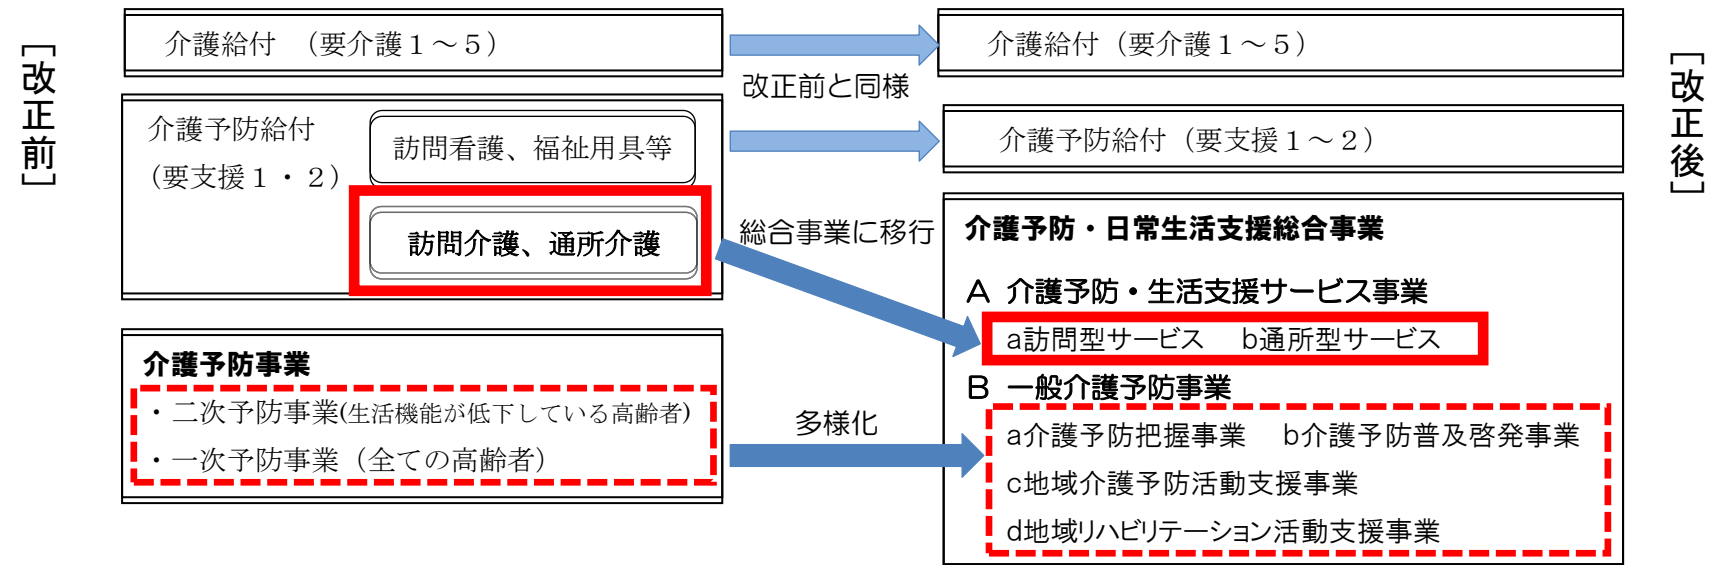 ［改正前］
介護給付　（要介護１～５）
介護予防給付
（要支援１・２）
訪問看護、福祉用具等
訪問介護、通所介護
介護予防事業
・二次予防事業(生活機能が低下している高齢者)
・一次予防事業（全ての高齢者）
改正前と同様
総合事業に移行
多様化
介護給付（要介護１～５）
介護予防給付（要支援１～２）
介護予防・日常生活支援総合事業
A 介護予防・生活支援サービス事業
a訪問型サービス　b通所型サービス
B 一般介護予防事業
a介護予防把握事業　b介護予防普及啓発事業
c地域介護予防活動支援事業
d地域リハビリテーション活動支援事業
［改正後］